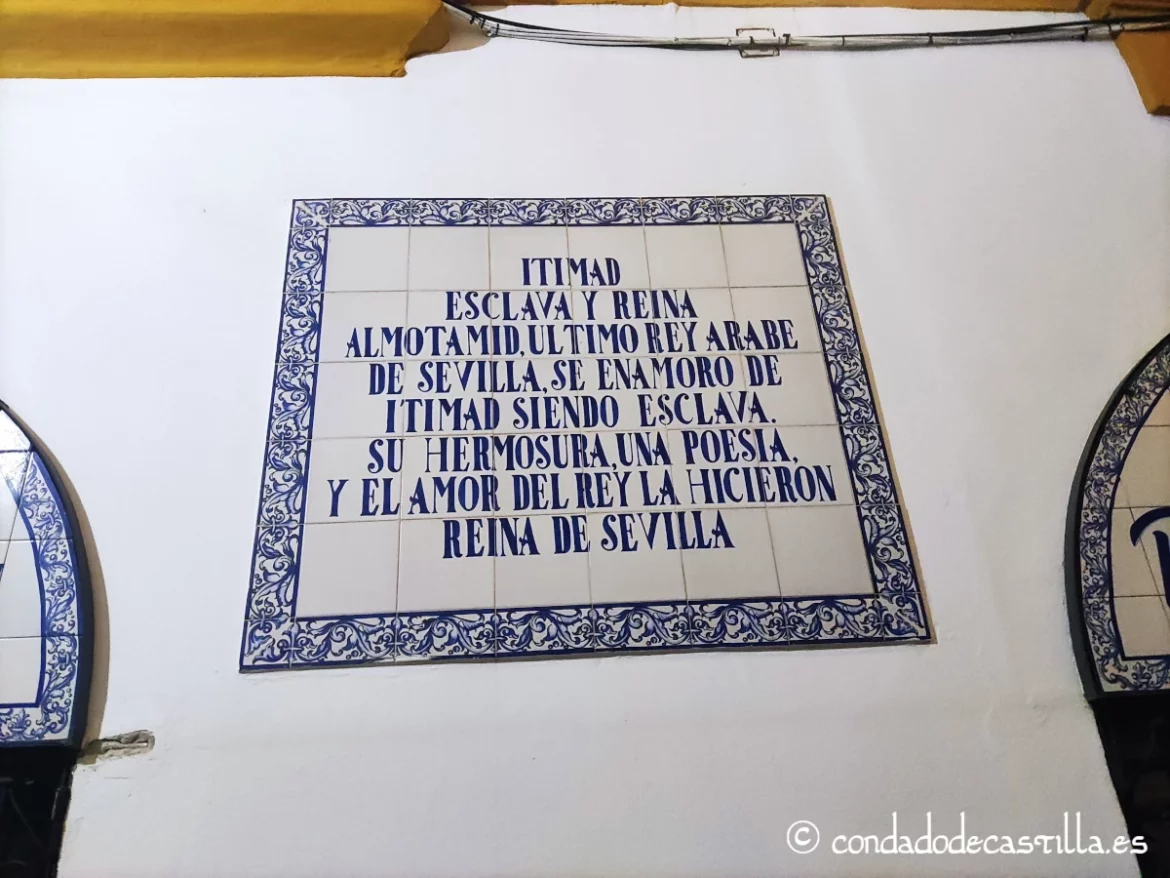 ITIMAD
ESCLAVA Y REINA
ALMOTAMID, ULTIMO REY ARABE
DE SEVILLA, SE ENAMORO DE
ITIMAD SIENDO ESCLAVA.
SU HERMOSURA, UNA POESIA,
Y EL AMOR DEL REY LA HICIERON
REINA DE SEVILLA
© condadodecastilla.es